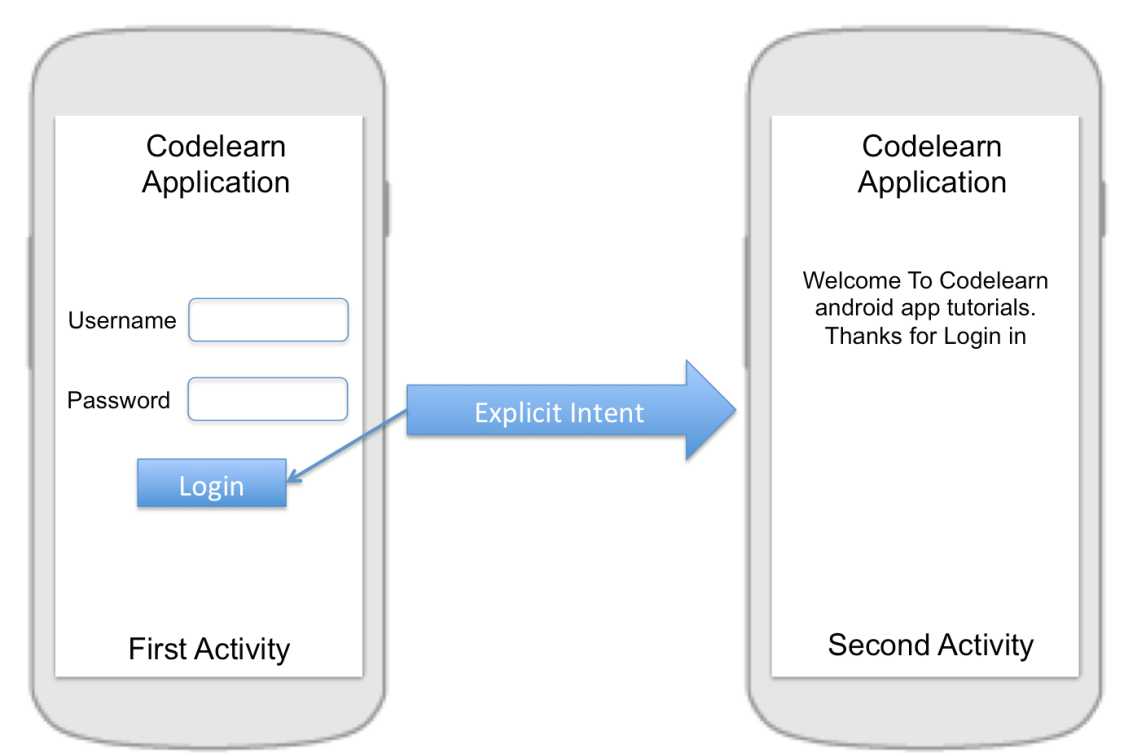 Codelearn
Application
Username
Password
Login
First Activity
Explicit Intent
Codelearn
Application
Welcome To Codelearn
android app tutorials.
Thanks for Login in
Second Activity